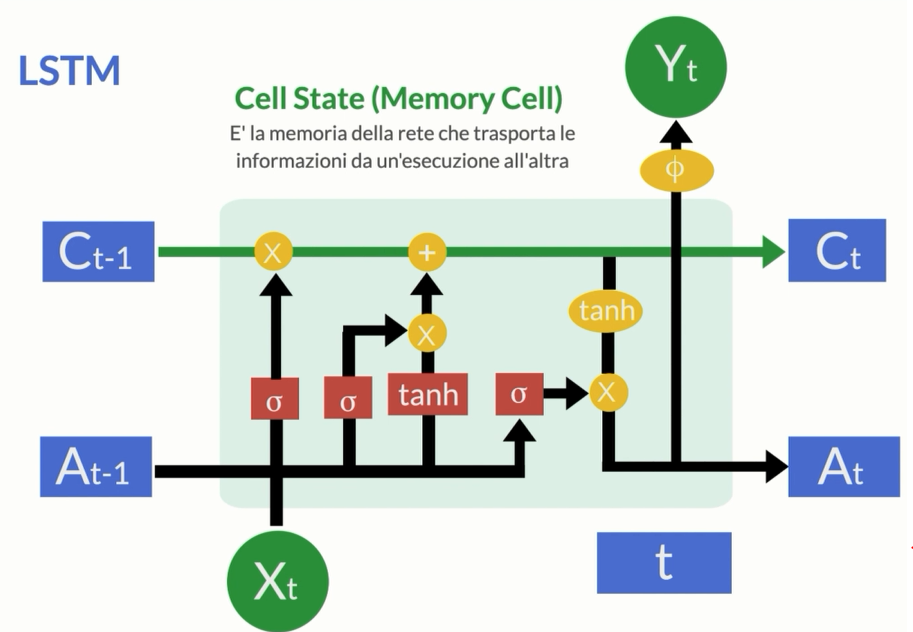 LSTM
Yt
Cell State (Memory Cell)
E' la memoria della rete che trasporta le
informazioni da un'esecuzione all'altra
ϕ
Ct-1
X
+
Ct
tanh
X
σ
σ
tanh
σ
X
At-1
At
Xt
t